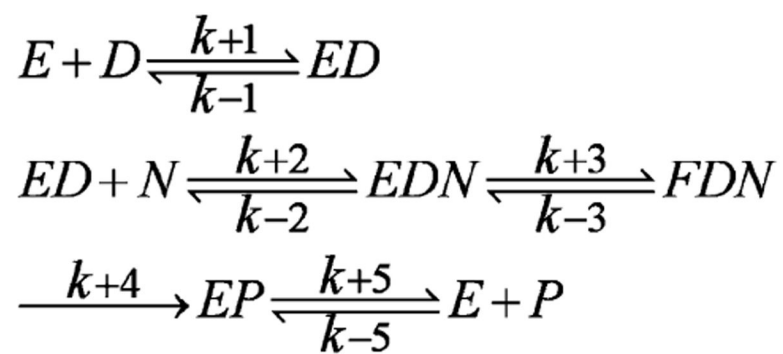 E + D k+1 ⇌ k−1 ED
ED + N k+2 ⇌ k−2 EDN k+3 ⇌ k−3 FDN
k+4 → EP k+5 ⇌ k−5 E + P